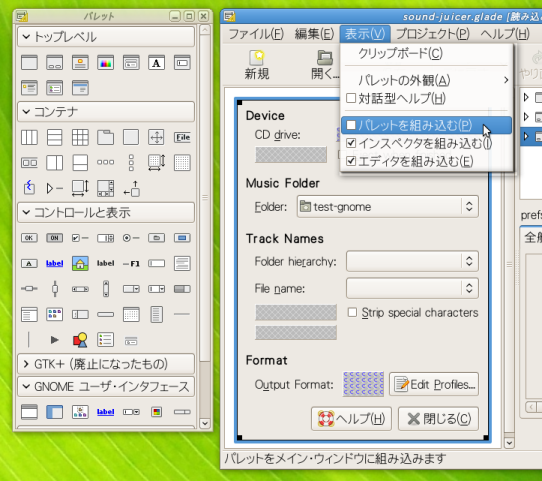 パレット
トップレベル
A
コンテナ
File
コントロールと表示
OK
ON
A
label
label
F1
GTK+ (廃止になったもの)
GNOME ユーザ・インタフェース
label
sound-juicer.glade [読み込
ファイル(F) 編集(E) 表示(V) プロジェクト(P) ヘルプ(H)
新規 開く... やり
クリップボード(C)
パレットの外観(A)
対話型ヘルプ(H)
パレットを組み込む(P)
インスペクタを組み込む(I)
エディタを組み込む(E)
Device
CD drive:
Music Folder
Folder: test-gnome
Track Names
Folder hierarchy:
File name:
Strip special characters
Format
Output Format: Edit Profiles...
ヘルプ(H) 閉じる(C)
prefs
全般
パレットをメイン・ウィンドウに組み込みます